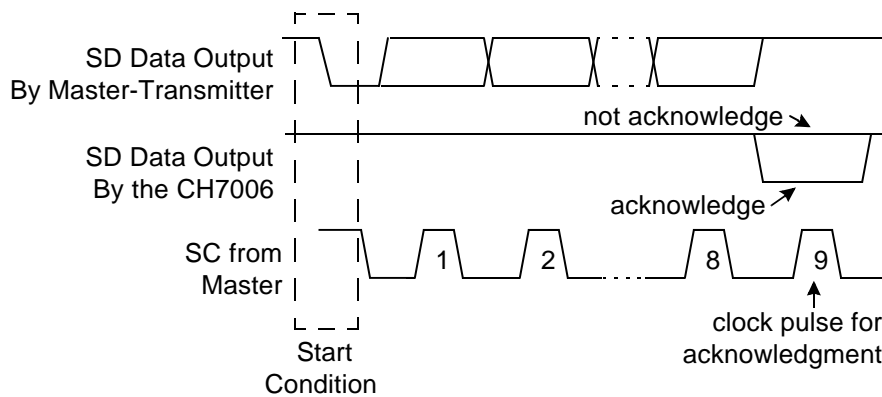 SD Data Output
By Master-Transmitter
not acknowledge
SD Data Output
By the CH7006
acknowledge
SC from
Master
1
2
8
9
clock pulse for
acknowledgment
Start
Condition